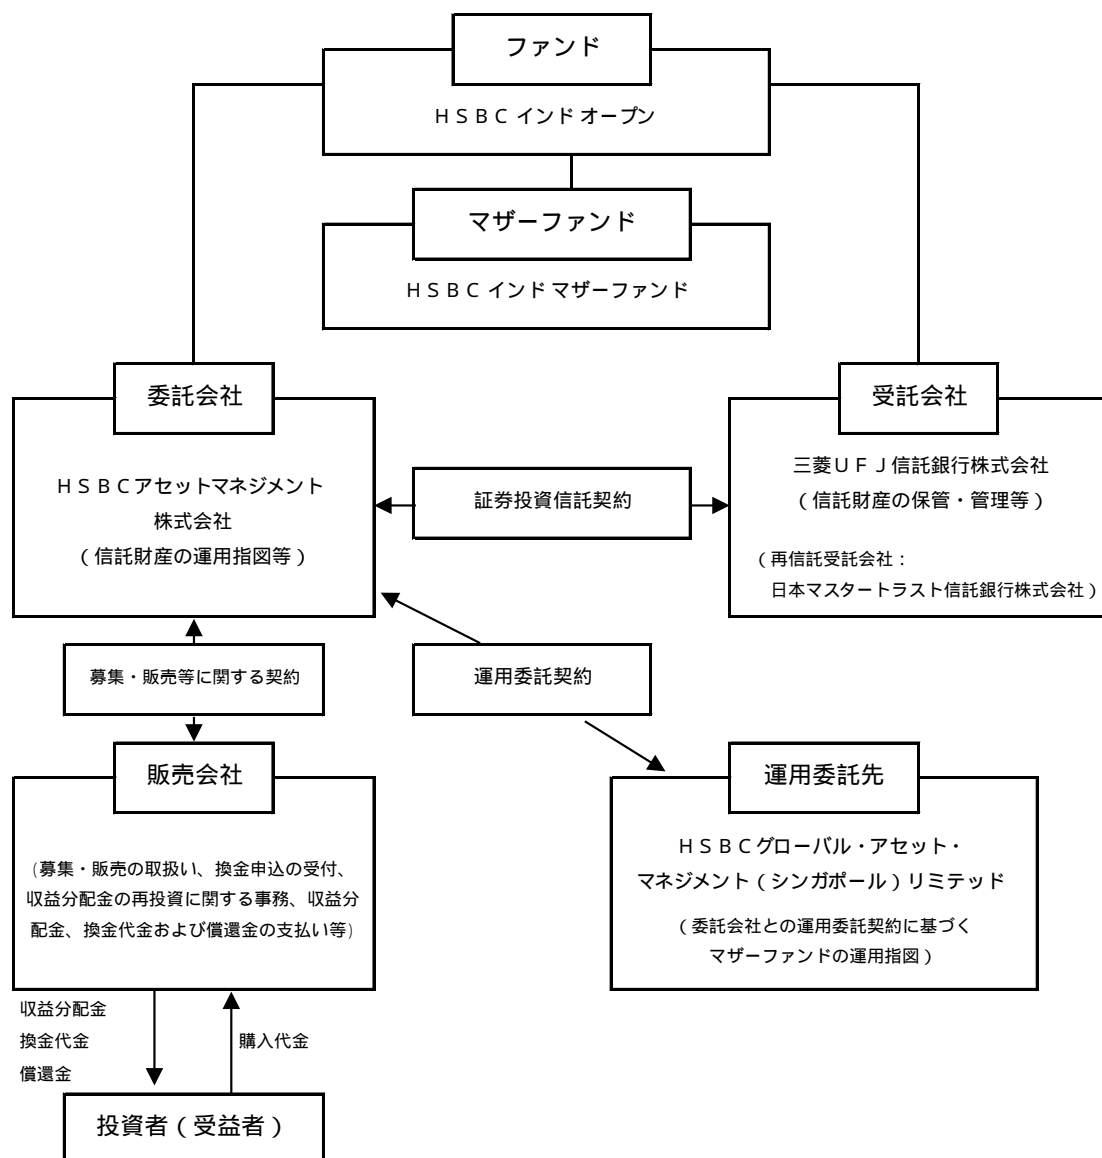 ファンド
ＨＳＢＣ インド オープン
マザーファンド
ＨＳＢＣ インド マザーファンド
委託会社
ＨＳＢＣアセットマネジメント
株式会社
（信託財産の運用指図等）
証券投資信託契約
受託会社
三菱ＵＦＪ信託銀行株式会社
（信託財産の保管・管理等）
（再信託受託会社：
日本マスタートラスト信託銀行株式会社）
募集・販売等に関する契約
運用委託契約
販売会社
(募集・販売の取扱い、換金申込の受付、
収益分配金の再投資に関する事務、収益分
配金、換金代金および償還金の支払い等)
運用委託先
ＨＳＢＣグローバル・アセット・
マネジメント（シンガポール）リミテッド
（委託会社との運用委託契約に基づく
マザーファンドの運用指図）
収益分配金
換金代金
償還金
購入代金
投資者（受益者）